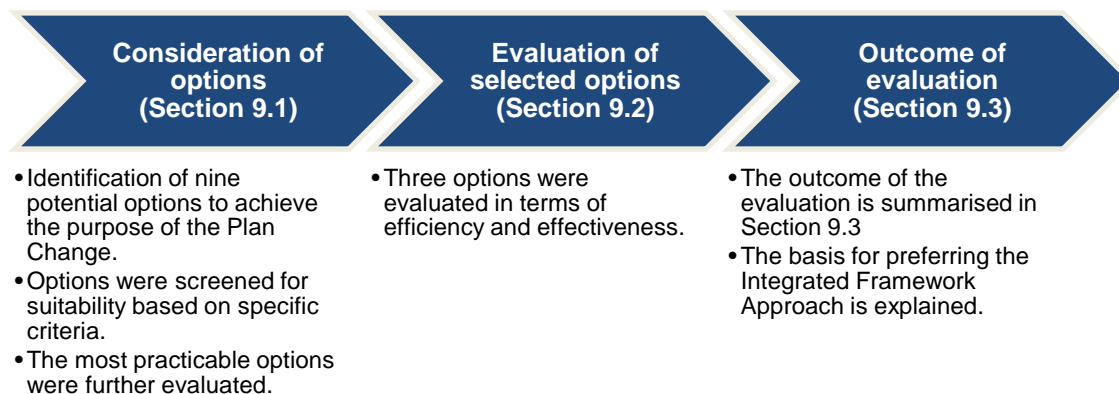 Consideration of
options
(Section 9.1)
•Identification of nine
potential options to achieve
the purpose of the Plan
Change.
•Options were screened for
suitability based on specific
criteria.
•The most practicable options
were further evaluated.
Evaluation of
selected options
(Section 9.2)
•Three options were
evaluated in terms of
efficiency and effectiveness.
Outcome of
evaluation
(Section 9.3)
•The outcome of the
evaluation is summarised in
Section 9.3
•The basis for preferring the
Integrated Framework
Approach is explained.